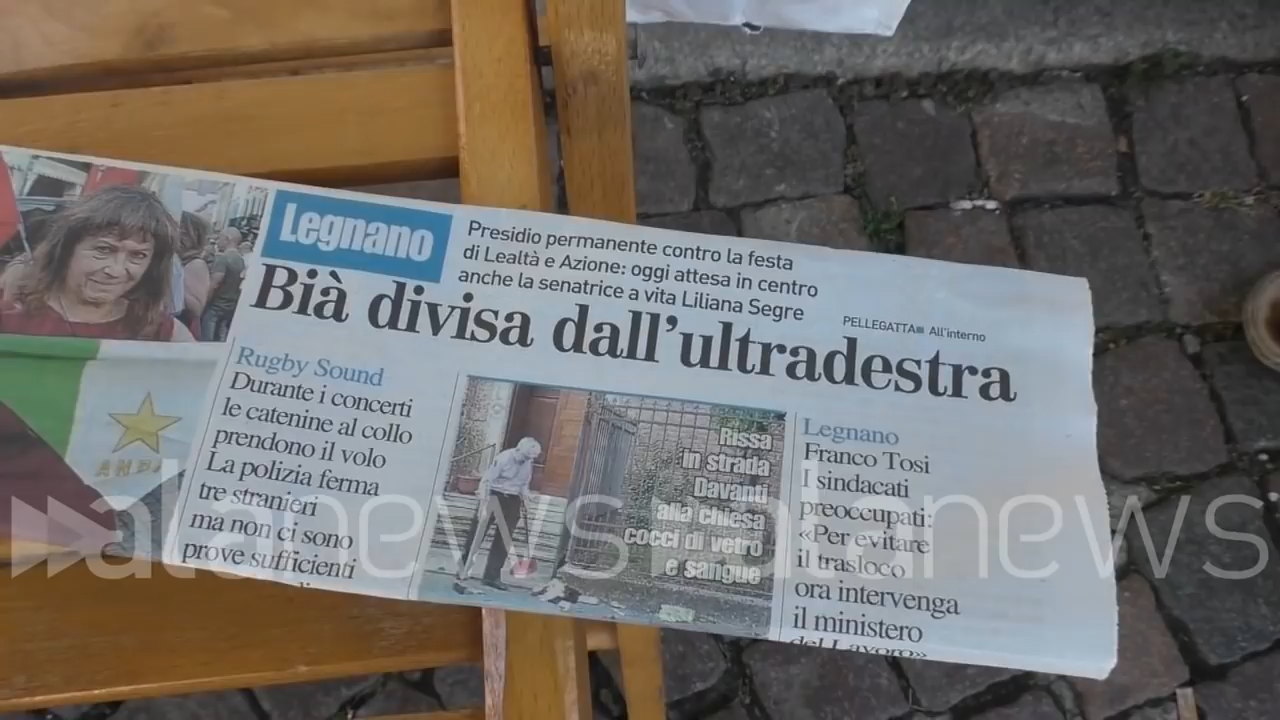 Legnano
Presidio permanente contro la festa
di Lealtà e Azione: oggi attesa in centro
anche la senatrice a vita Liliana Segre
PELLEGATTA All'interno
Bià divisa dall'ultradestra
Rugby Sound
Durante i concerti
le catenine al collo
prendono il volo
La polizia ferma
tre stranieri
ma non ci sono
prove sufficienti
Rissa
in strada
Davanti
alla chiesa
cocci di vetro
e sangue
Legnano
Franco Tosi
I sindacati
preoccupati:
«Per evitare
il trasloco
ora intervenga
il ministero
del Lavoro»
alanews alanews